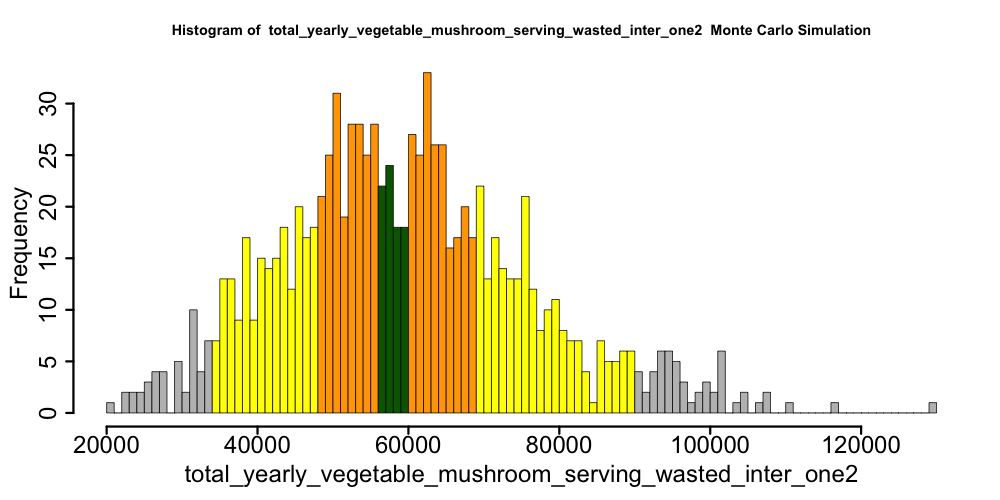 Histogram of total_yearly_vegetable_mushroom_serving_wasted_inter_one2 Monte Carlo Simulation
Frequency
30
25
20
15
10
5
0
20000 40000 60000 80000 100000 120000
total_yearly_vegetable_mushroom_serving_wasted_inter_one2